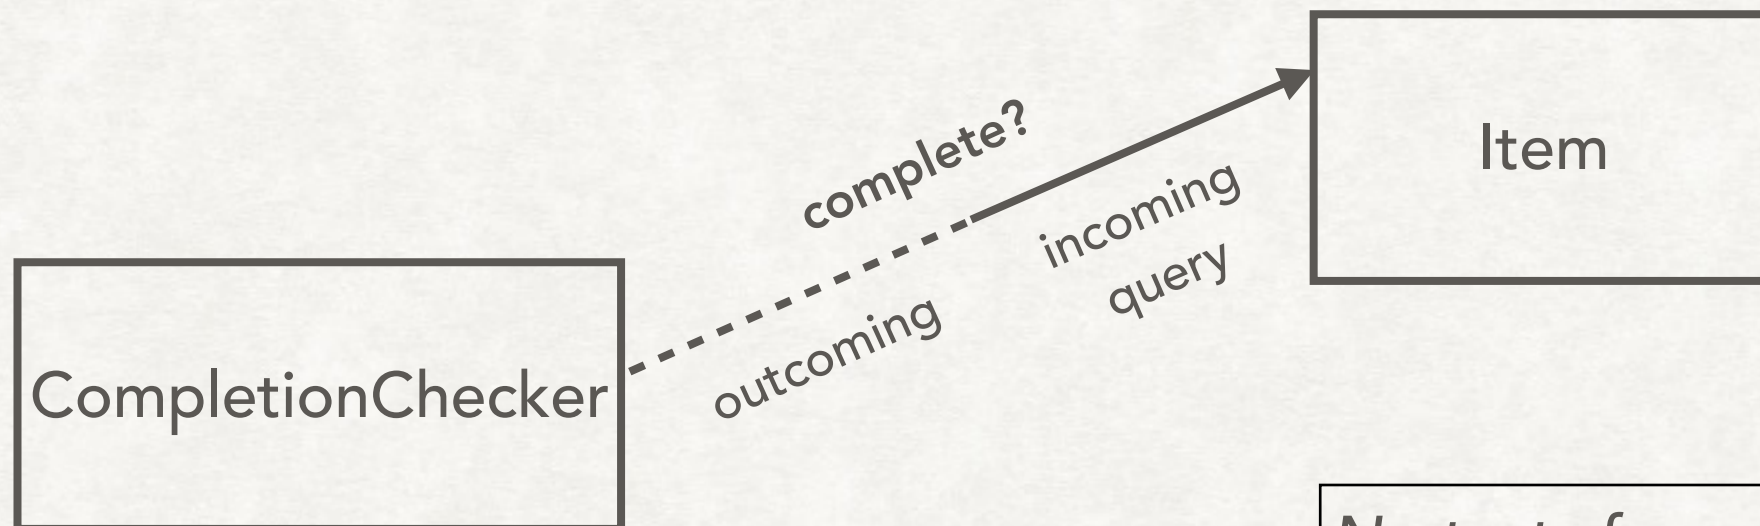 complete?
Item
incoming
query
outcoming
CompletionChecker